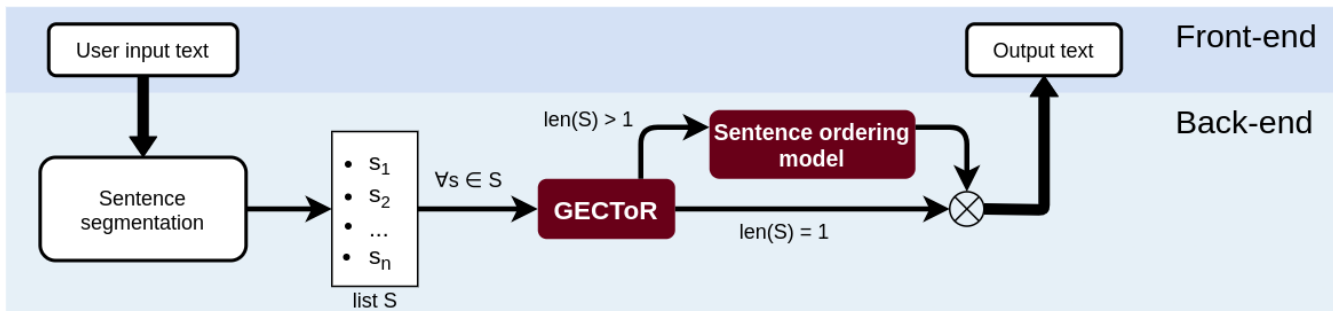 User input text
Output text
Front-end
Back-end
Sentence
segmentation
• s₁
• s₂
• ...
• sₙ
list S
∀s ∈ S
GECToR
len(S) > 1
Sentence ordering
model
len(S) = 1